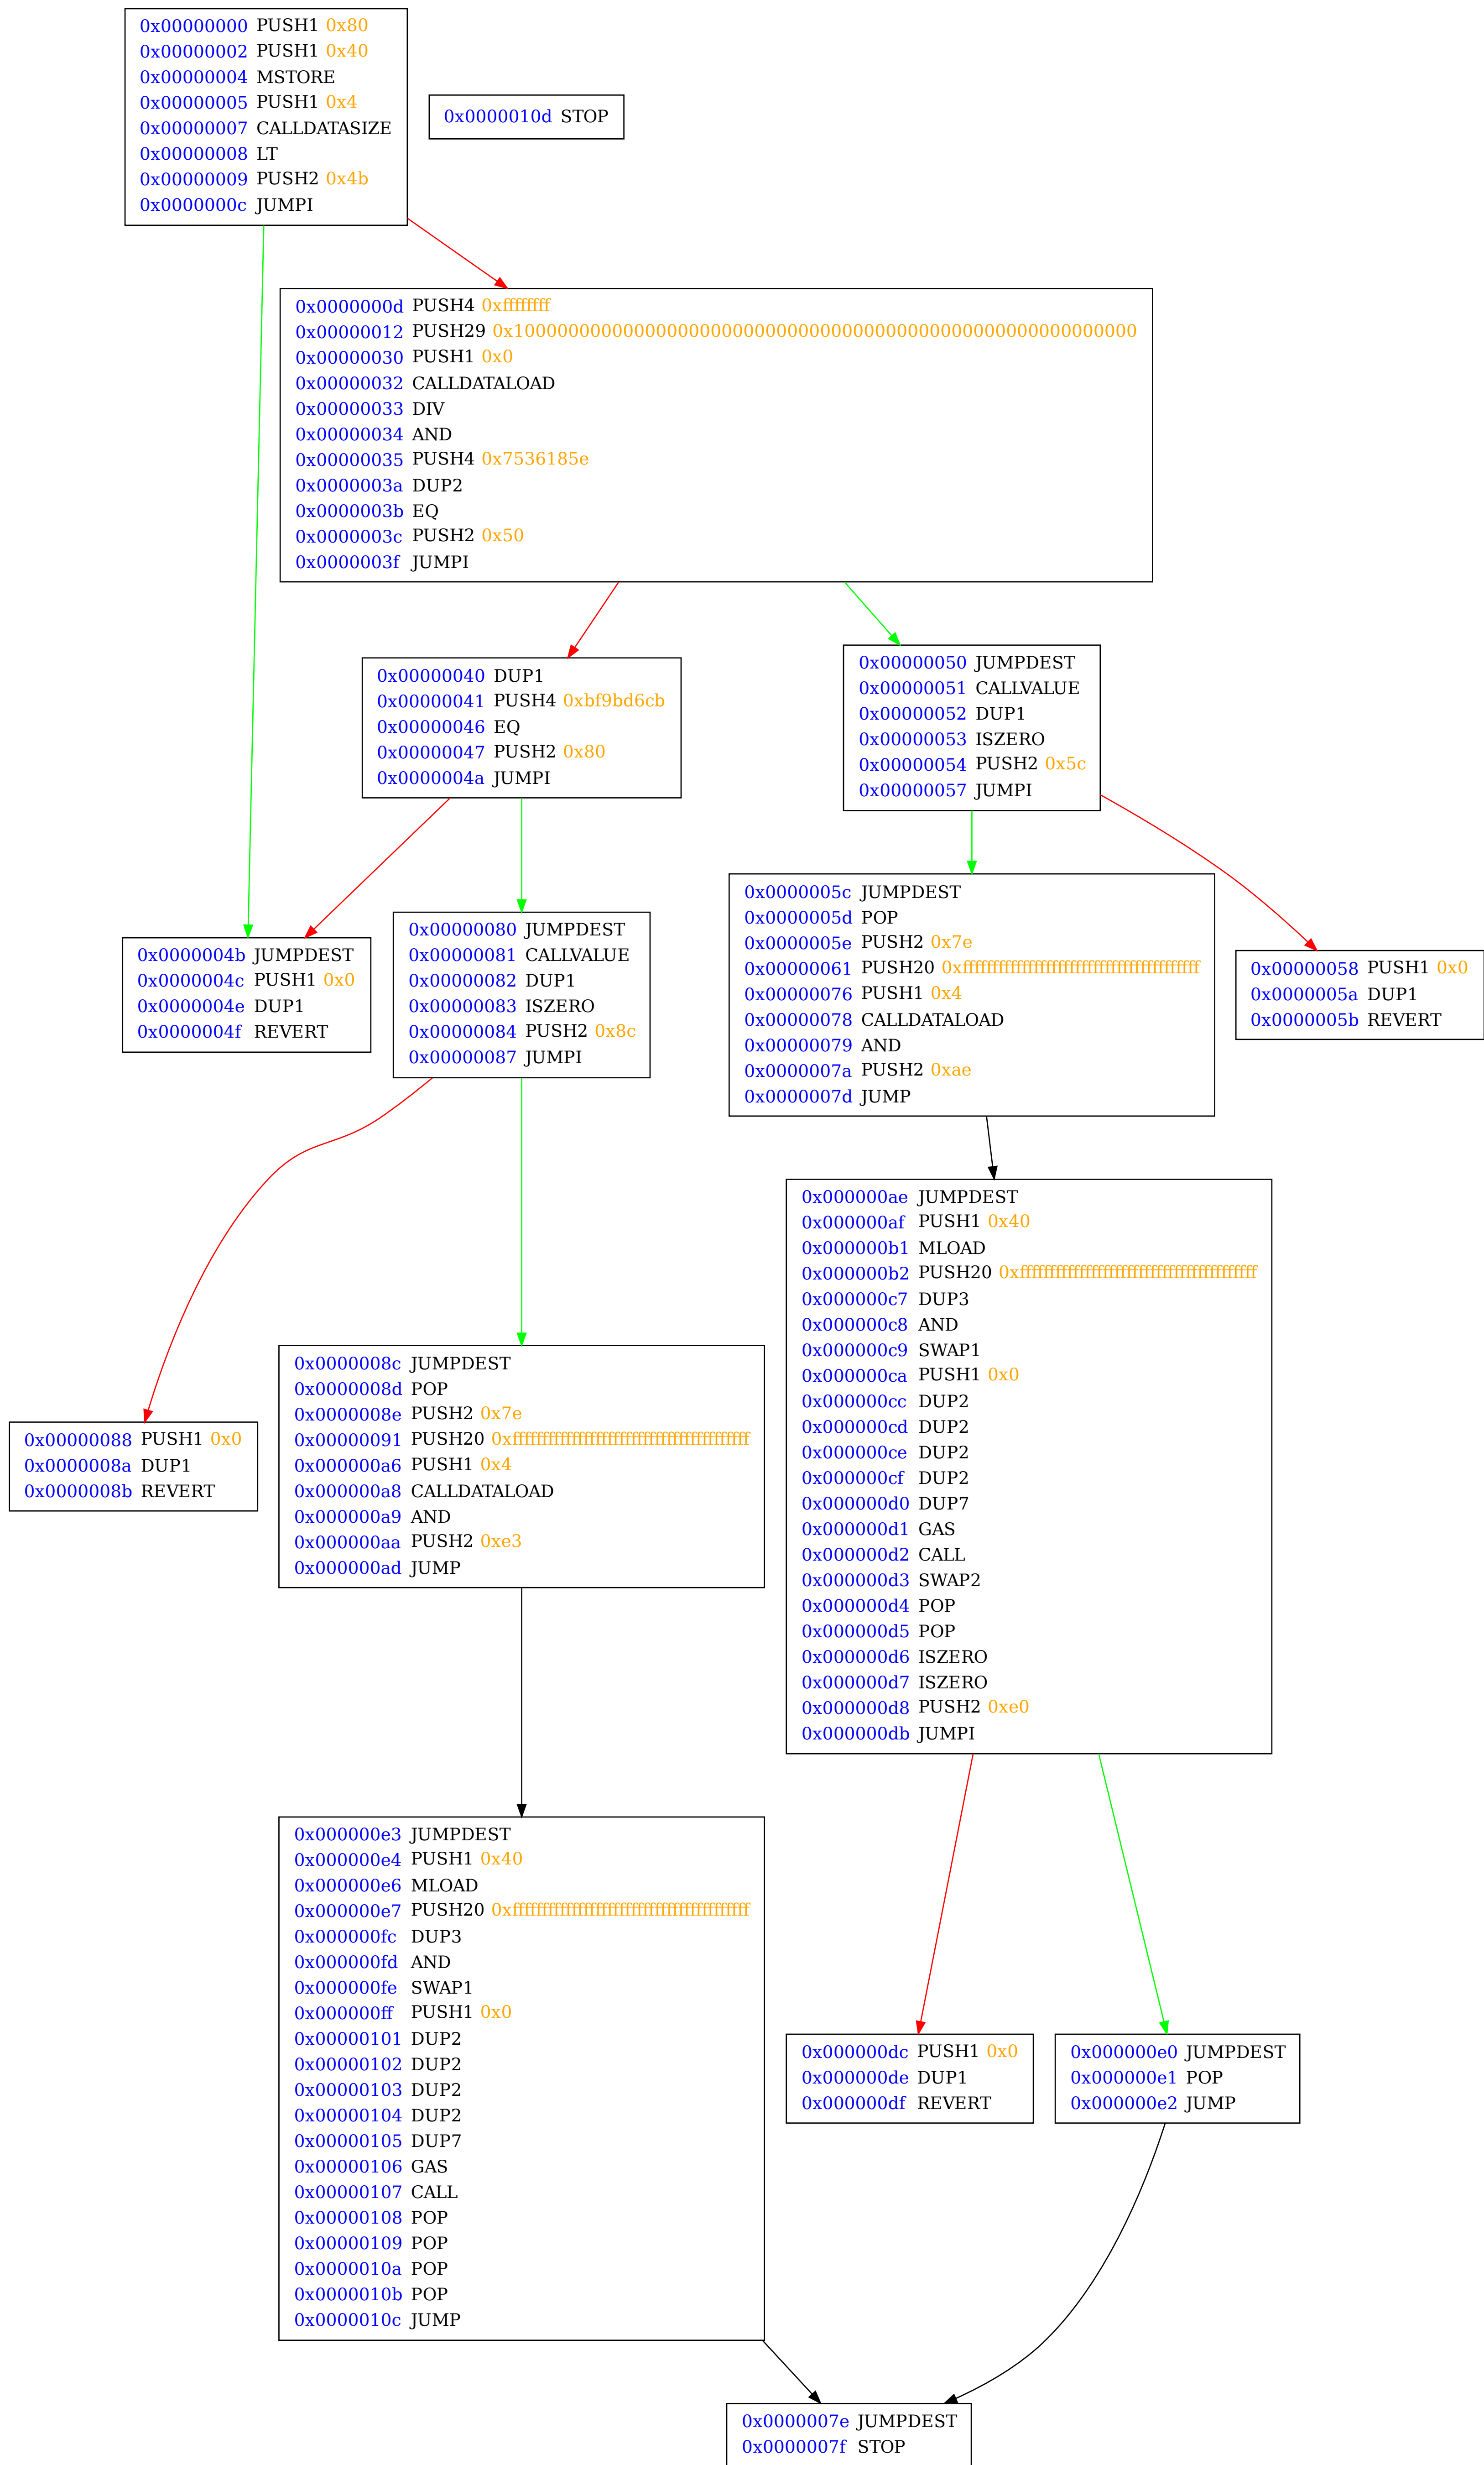 0x00000000 PUSH1 0x80
0x00000002 PUSH1 0x40
0x00000004 MSTORE
0x00000005 PUSH1 0x4
0x00000007 CALLDATASIZE
0x00000008 LT
0x00000009 PUSH2 0x4b
0x0000000c JUMPI
0x0000010d STOP
0x0000000d PUSH4 0xffffffff
0x00000012 PUSH29 0x100000000000000000000000000000000000000000000000000000000
0x00000030 PUSH1 0x0
0x00000032 CALLDATALOAD
0x00000033 DIV
0x00000034 AND
0x00000035 PUSH4 0x7536185e
0x0000003a DUP2
0x0000003b EQ
0x0000003c PUSH2 0x50
0x0000003f JUMPI
0x00000040 DUP1
0x00000041 PUSH4 0xbf9bd6cb
0x00000046 EQ
0x00000047 PUSH2 0x80
0x0000004a JUMPI
0x00000050 JUMPDEST
0x00000051 CALLVALUE
0x00000052 DUP1
0x00000053 ISZERO
0x00000054 PUSH2 0x5c
0x00000057 JUMPI
0x0000004b JUMPDEST
0x0000004c PUSH1 0x0
0x0000004e DUP1
0x0000004f REVERT
0x00000080 JUMPDEST
0x00000081 CALLVALUE
0x00000082 DUP1
0x00000083 ISZERO
0x00000084 PUSH2 0x8c
0x00000087 JUMPI
0x0000005c JUMPDEST
0x0000005d POP
0x0000005e PUSH2 0x7e
0x00000061 PUSH20 0xffffffffffffffffffffffffffffffffffffffff
0x00000076 PUSH1 0x4
0x00000078 CALLDATALOAD
0x00000079 AND
0x0000007a PUSH2 0xae
0x0000007d JUMP
0x00000058 PUSH1 0x0
0x0000005a DUP1
0x0000005b REVERT
0x00000088 PUSH1 0x0
0x0000008a DUP1
0x0000008b REVERT
0x0000008c JUMPDEST
0x0000008d POP
0x0000008e PUSH2 0x7e
0x00000091 PUSH20 0xffffffffffffffffffffffffffffffffffffffff
0x000000a6 PUSH1 0x4
0x000000a8 CALLDATALOAD
0x000000a9 AND
0x000000aa PUSH2 0xe3
0x000000ad JUMP
0x000000ae JUMPDEST
0x000000af PUSH1 0x40
0x000000b1 MLOAD
0x000000b2 PUSH20 0xffffffffffffffffffffffffffffffffffffffff
0x000000c7 DUP3
0x000000c8 AND
0x000000c9 SWAP1
0x000000ca PUSH1 0x0
0x000000cc DUP2
0x000000cd DUP2
0x000000ce DUP2
0x000000cf DUP2
0x000000d0 DUP7
0x000000d1 GAS
0x000000d2 CALL
0x000000d3 SWAP2
0x000000d4 POP
0x000000d5 POP
0x000000d6 ISZERO
0x000000d7 ISZERO
0x000000d8 PUSH2 0xe0
0x000000db JUMPI
0x000000e3 JUMPDEST
0x000000e4 PUSH1 0x40
0x000000e6 MLOAD
0x000000e7 PUSH20 0xffffffffffffffffffffffffffffffffffffffff
0x000000fc DUP3
0x000000fd AND
0x000000fe SWAP1
0x000000ff PUSH1 0x0
0x00000101 DUP2
0x00000102 DUP2
0x00000103 DUP2
0x00000104 DUP2
0x00000105 DUP7
0x00000106 GAS
0x00000107 CALL
0x00000108 POP
0x00000109 POP
0x0000010a POP
0x0000010b POP
0x0000010c JUMP
0x000000dc PUSH1 0x0
0x000000de DUP1
0x000000df REVERT
0x000000e0 JUMPDEST
0x000000e1 POP
0x000000e2 JUMP
0x0000007e JUMPDEST
0x0000007f STOP